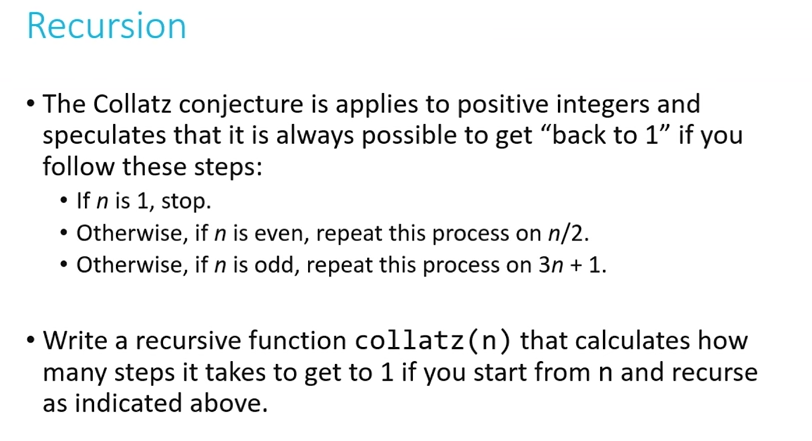 Recursion
• The Collatz conjecture is applies to positive integers and
speculates that it is always possible to get “back to 1” if you
follow these steps:
• If n is 1, stop.
• Otherwise, if n is even, repeat this process on n/2.
• Otherwise, if n is odd, repeat this process on 3n + 1.
• Write a recursive function collatz(n) that calculates how
many steps it takes to get to 1 if you start from n and recurse
as indicated above.